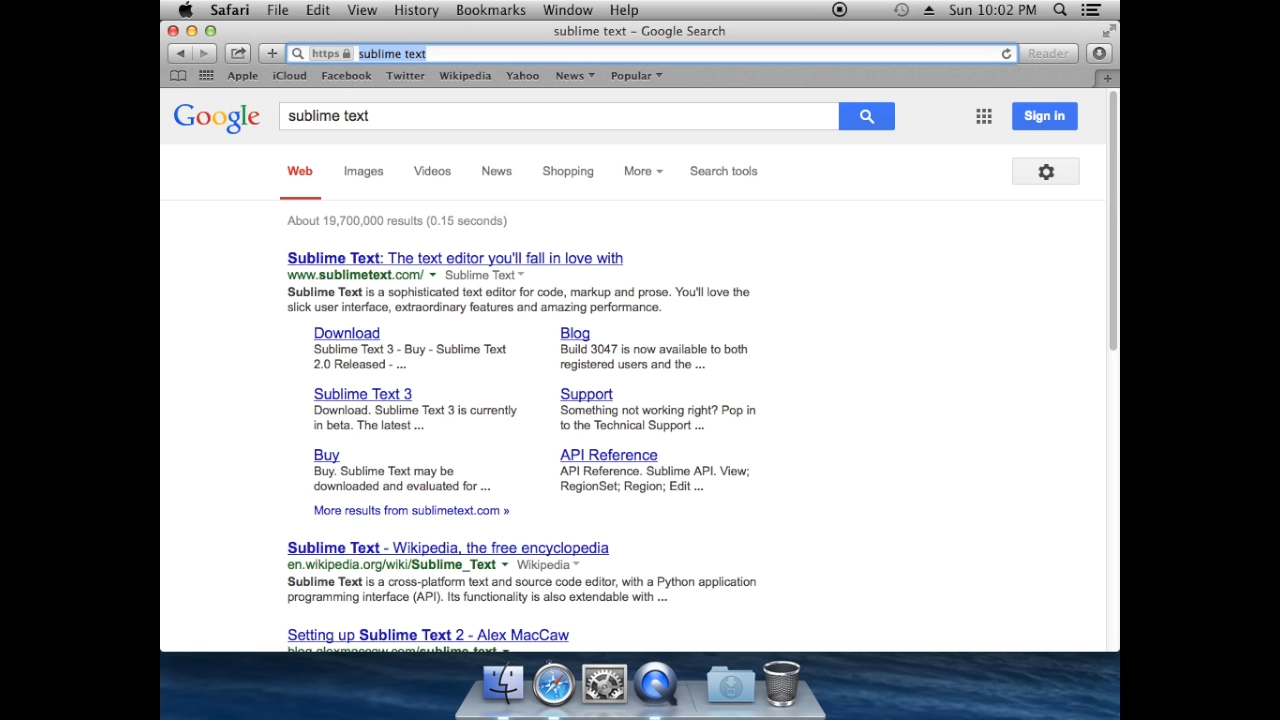 Safari File Edit View History Bookmarks Window Help Sun 10:02 PM
sublime text – Google Search
https sublime text Reader
Apple iCloud Facebook Twitter Wikipedia Yahoo News Popular
Google sublime text Sign in
Web Images Videos News Shopping More Search tools
About 19,700,000 results (0.15 seconds)
Sublime Text: The text editor you'll fall in love with
www.sublimetext.com/ Sublime Text
Sublime Text is a sophisticated text editor for code, markup and prose. You'll love the
slick user interface, extraordinary features and amazing performance.
Download
Sublime Text 3 - Buy - Sublime Text
2.0 Released - ...
Blog
Build 3047 is now available to both
registered users and the ...
Sublime Text 3
Download. Sublime Text 3 is currently
in beta. The latest ...
Support
Something not working right? Pop in
to the Technical Support ...
Buy
Buy. Sublime Text may be
downloaded and evaluated for ...
API Reference
API Reference. Sublime API. View;
RegionSet; Region; Edit ...
More results from sublimetext.com »
Sublime Text - Wikipedia, the free encyclopedia
en.wikipedia.org/wiki/Sublime_Text Wikipedia
Sublime Text is a cross-platform text and source code editor, with a Python application
programming interface (API). Its functionality is also extendable with ...
Setting up Sublime Text 2 - Alex MacCaw
blog.alexmaccaw.com/sublime-text